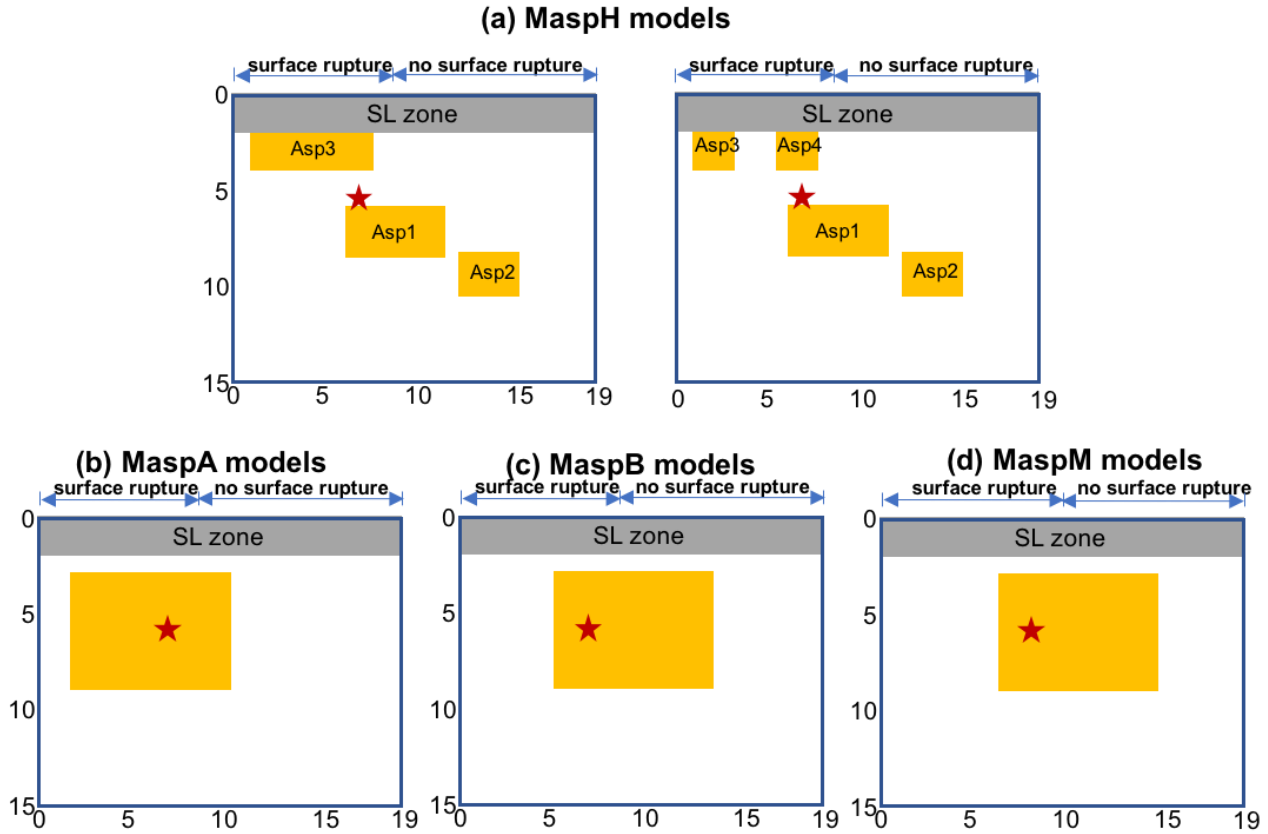 (a) MaspH models
surface rupture no surface rupture
surface rupture no surface rupture
0
SL zone
SL zone
Asp3
Asp3 Asp4
5
Asp1
Asp1
Asp2
Asp2
10
15
0 5 10 15 19
0 5 10 15 19
(b) MaspA models
(c) MaspB models
(d) MaspM models
surface rupture no surface rupture
surface rupture no surface rupture
surface rupture no surface rupture
0 SL zone
0 SL zone
0 SL zone
5
5
5
10
10
10
15
15
15
0 5 10 15 19
0 5 10 15 19
0 5 10 15 19